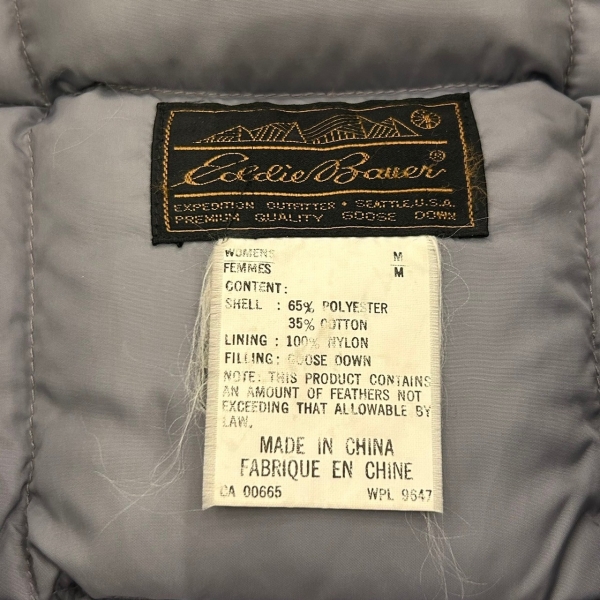 Eddie Bauer®
EXPEDITION OUTFITTER • SEATTLE, U.S.A.
PREMIUM QUALITY GOOSE DOWN
WOMENS M
FEMMES M
CONTENT:
SHELL : 65% POLYESTER
35% COTTON
LINING : 100% NYLON
FILLING: GOOSE DOWN
NOTE: THIS PRODUCT CONTAINS
AN AMOUNT OF FEATHERS NOT
EXCEEDING THAT ALLOWABLE BY
LAW.
MADE IN CHINA
FABRIQUE EN CHINE
CA 00665 WPL 9647